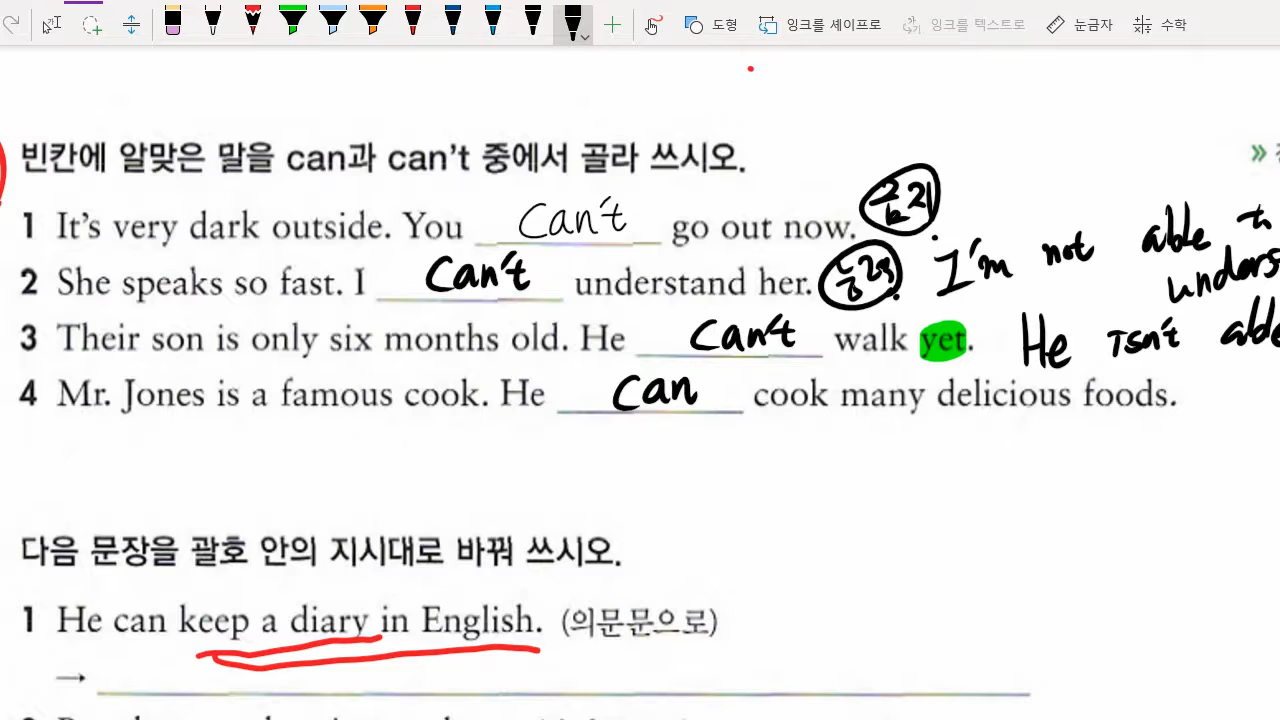 도형 잉크를 셰이프로 잉크를 텍스트로 눈금자 수학
빈칸에 알맞은 말을 can과 can't 중에서 골라 쓰시오.
1 It's very dark outside. You can't go out now. 금지
2 She speaks so fast. I can't understand her. 능력 I'm not able to
3 Their son is only six months old. He can't walk yet. He isn't able
4 Mr. Jones is a famous cook. He can cook many delicious foods.
다음 문장을 괄호 안의 지시대로 바꿔 쓰시오.
1 He can keep a diary in English. (의문문으로)
→